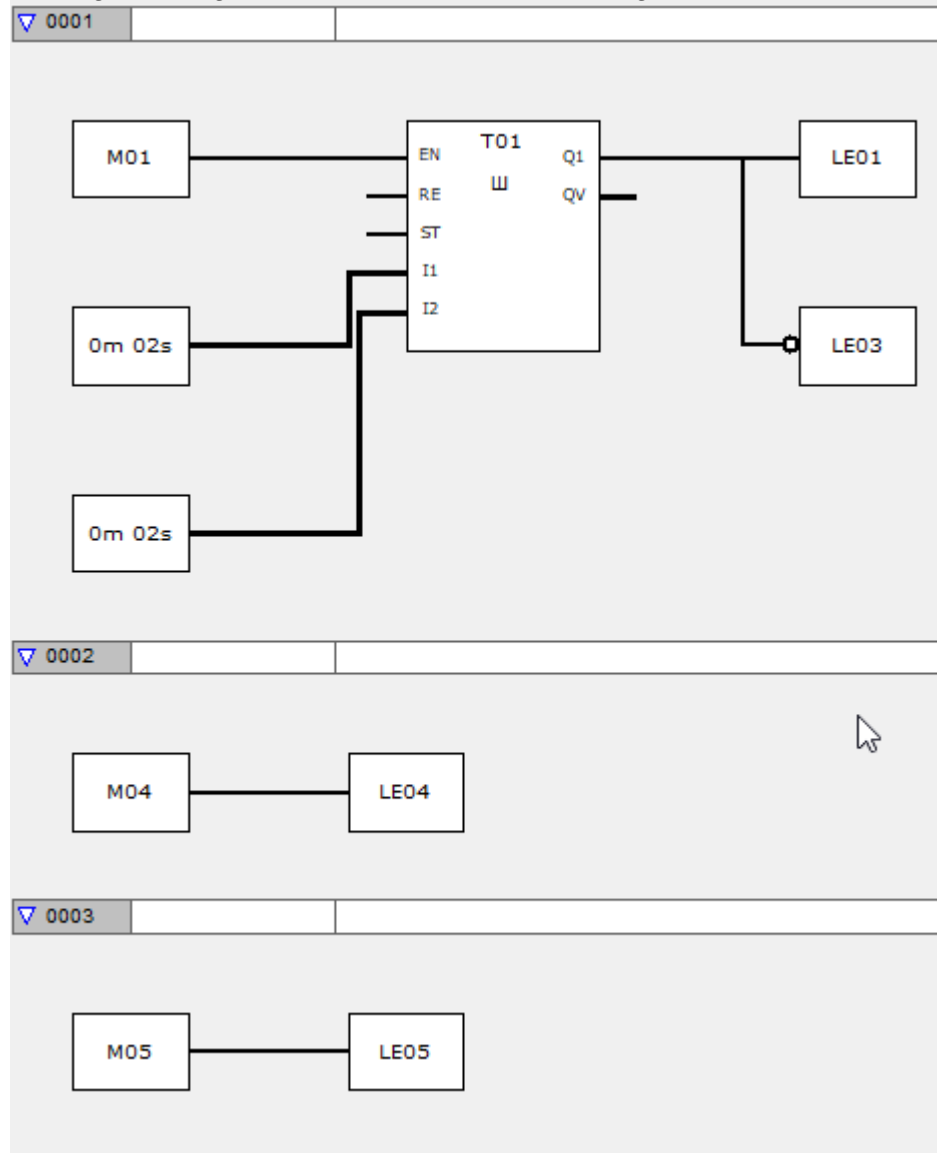 0001
M01
T01
Ш
EN
RE
ST
I1
I2
Q1
QV
LE01
0m 02s
LE03
0m 02s
0002
M04
LE04
0003
M05
LE05